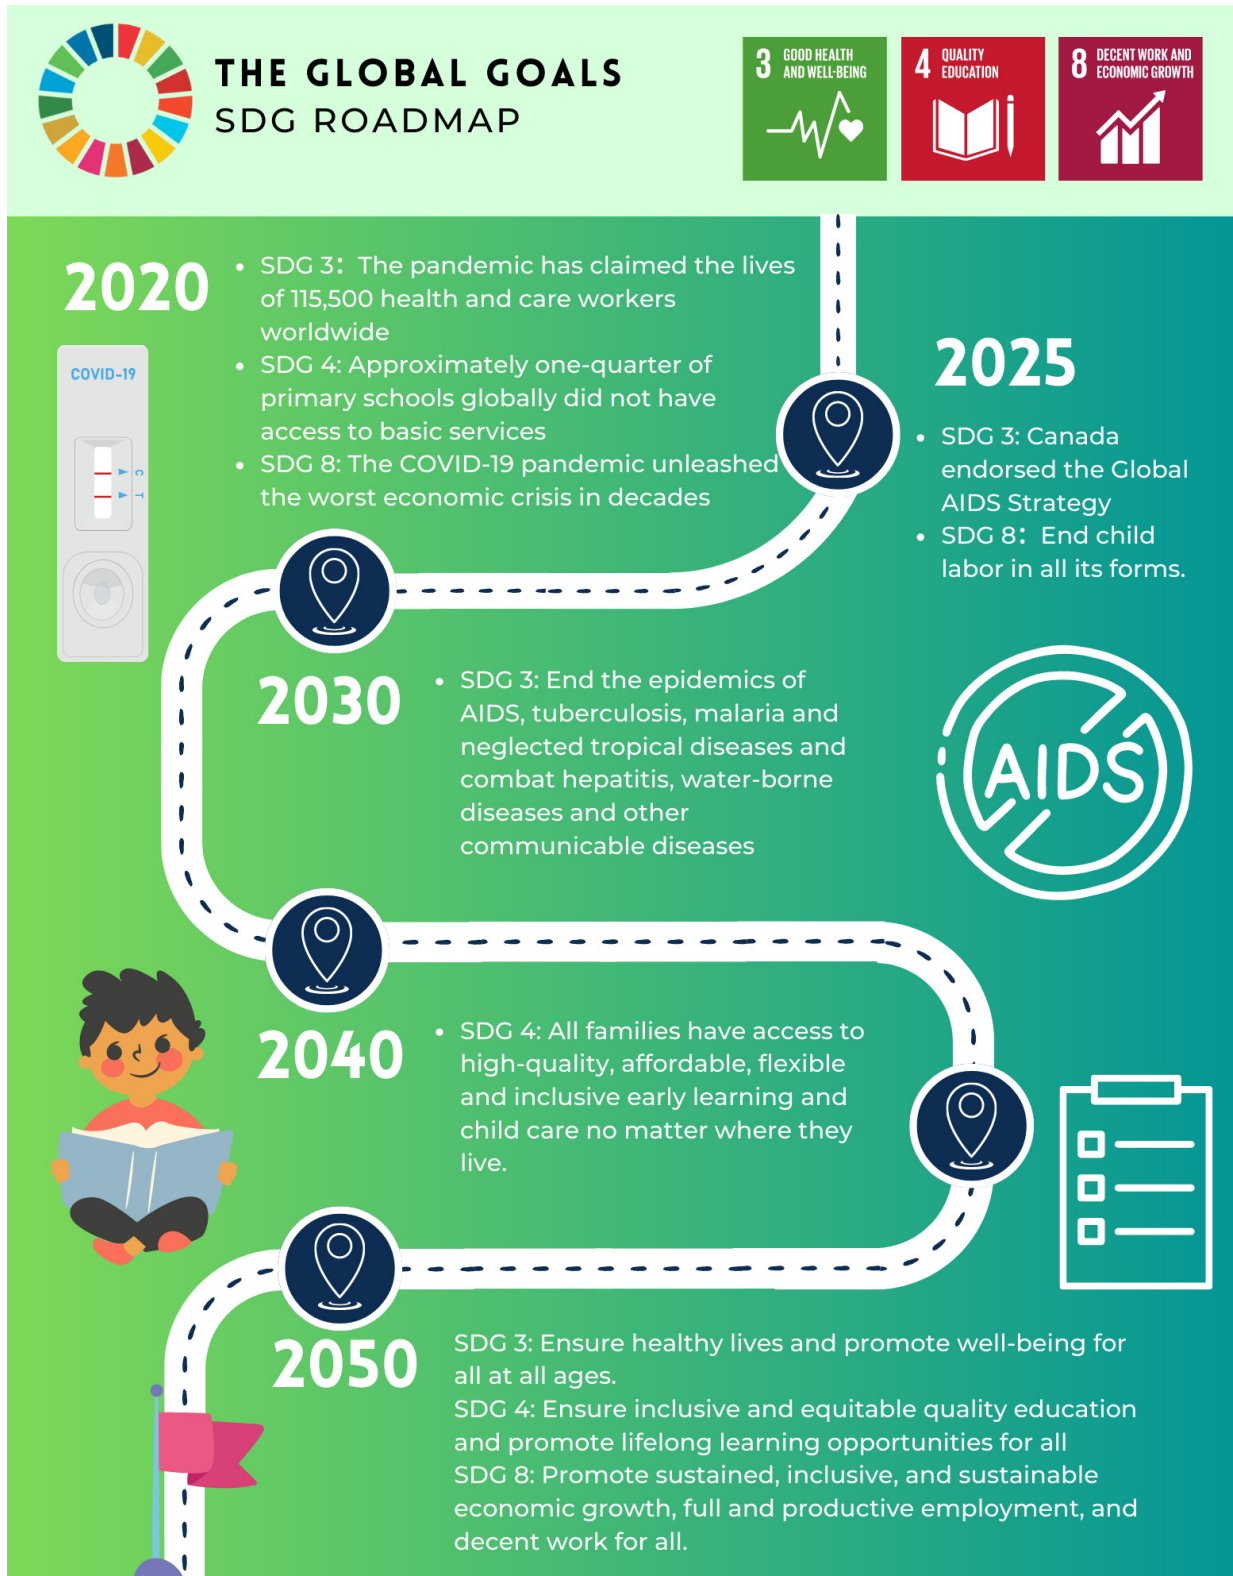 THE GLOBAL GOALS
SDG ROADMAP
3 GOOD HEALTH
AND WELL-BEING
4 QUALITY
EDUCATION
8 DECENT WORK AND
ECONOMIC GROWTH
2020
• SDG 3: The pandemic has claimed the lives
of 115,500 health and care workers
worldwide
• SDG 4: Approximately one-quarter of
primary schools globally did not have
access to basic services
• SDG 8: The COVID-19 pandemic unleashed
the worst economic crisis in decades
COVID-19
C
T
2025
• SDG 3: Canada
endorsed the Global
AIDS Strategy
• SDG 8: End child
labor in all its forms.
2030
• SDG 3: End the epidemics of
AIDS, tuberculosis, malaria and
neglected tropical diseases and
combat hepatitis, water-borne
diseases and other
communicable diseases
AIDS
2040
• SDG 4: All families have access to
high-quality, affordable, flexible
and inclusive early learning and
child care no matter where they
live.
2050
SDG 3: Ensure healthy lives and promote well-being for
all at all ages.
SDG 4: Ensure inclusive and equitable quality education
and promote lifelong learning opportunities for all
SDG 8: Promote sustained, inclusive, and sustainable
economic growth, full and productive employment, and
decent work for all.